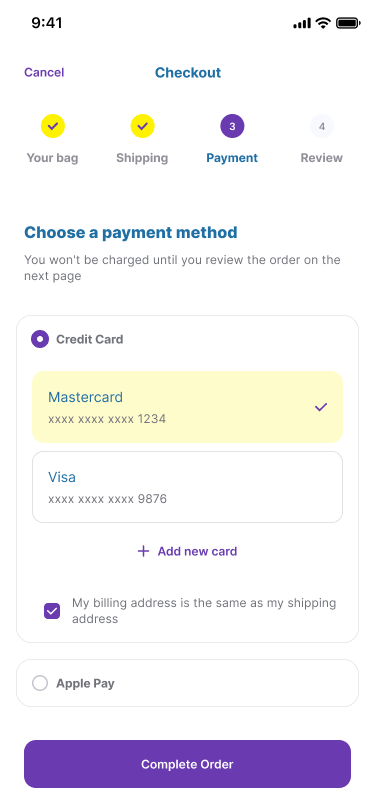 9:41
Cancel
Checkout
3
4
Your bag
Shipping
Payment
Review
Choose a payment method
You won't be charged until you review the order on the
next page
Credit Card
Mastercard
xxxx xxxx xxxx 1234
Visa
xxxx xxxx xxxx 9876
Add new card
My billing address is the same as my shipping
address
Apple Pay
Complete Order